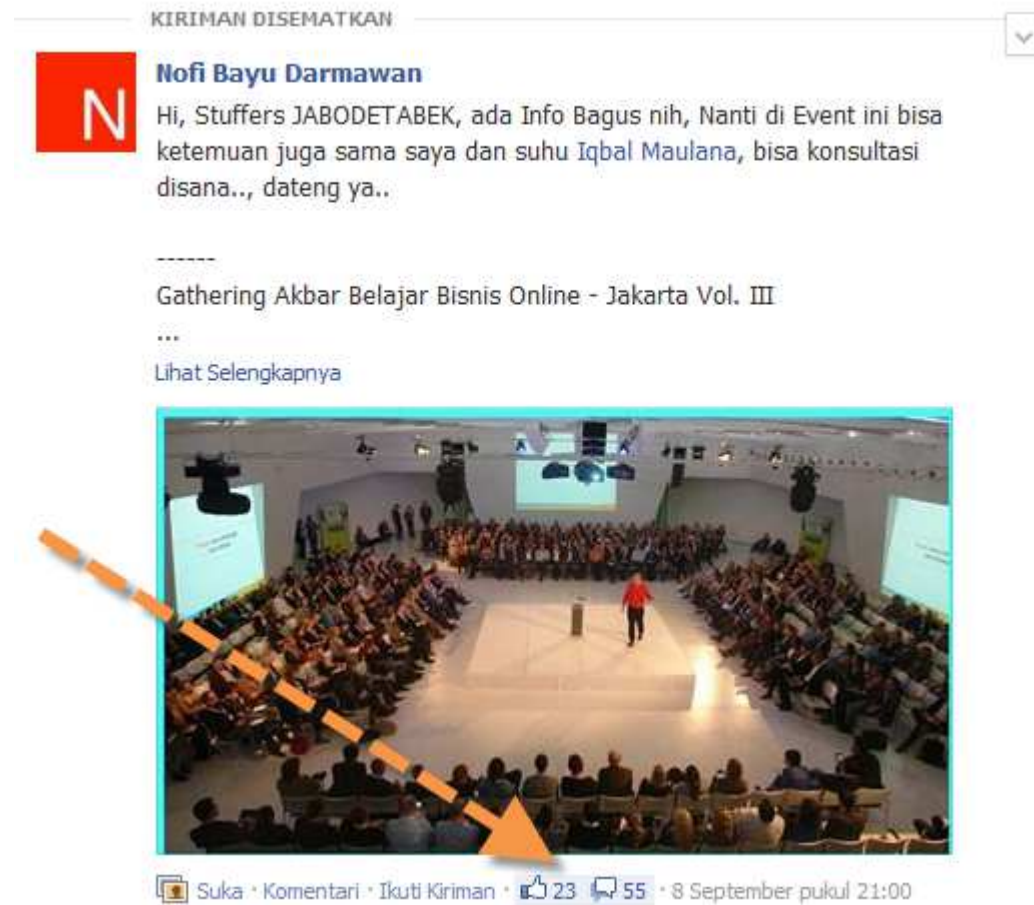 KIRIMAN DISEMATKAN
N
Nofi Bayu Darmawan
Hi, Stuffers JABODETABEK, ada Info Bagus nih, Nanti di Event ini bisa
ketemuan juga sama saya dan suhu Iqbal Maulana, bisa konsultasi
disana.., dateng ya..
------
Gathering Akbar Belajar Bisnis Online - Jakarta Vol. III
...
Lihat Selengkapnya
Suka · Komentari · Ikuti Kiriman · 23 55 · 8 September pukul 21:00